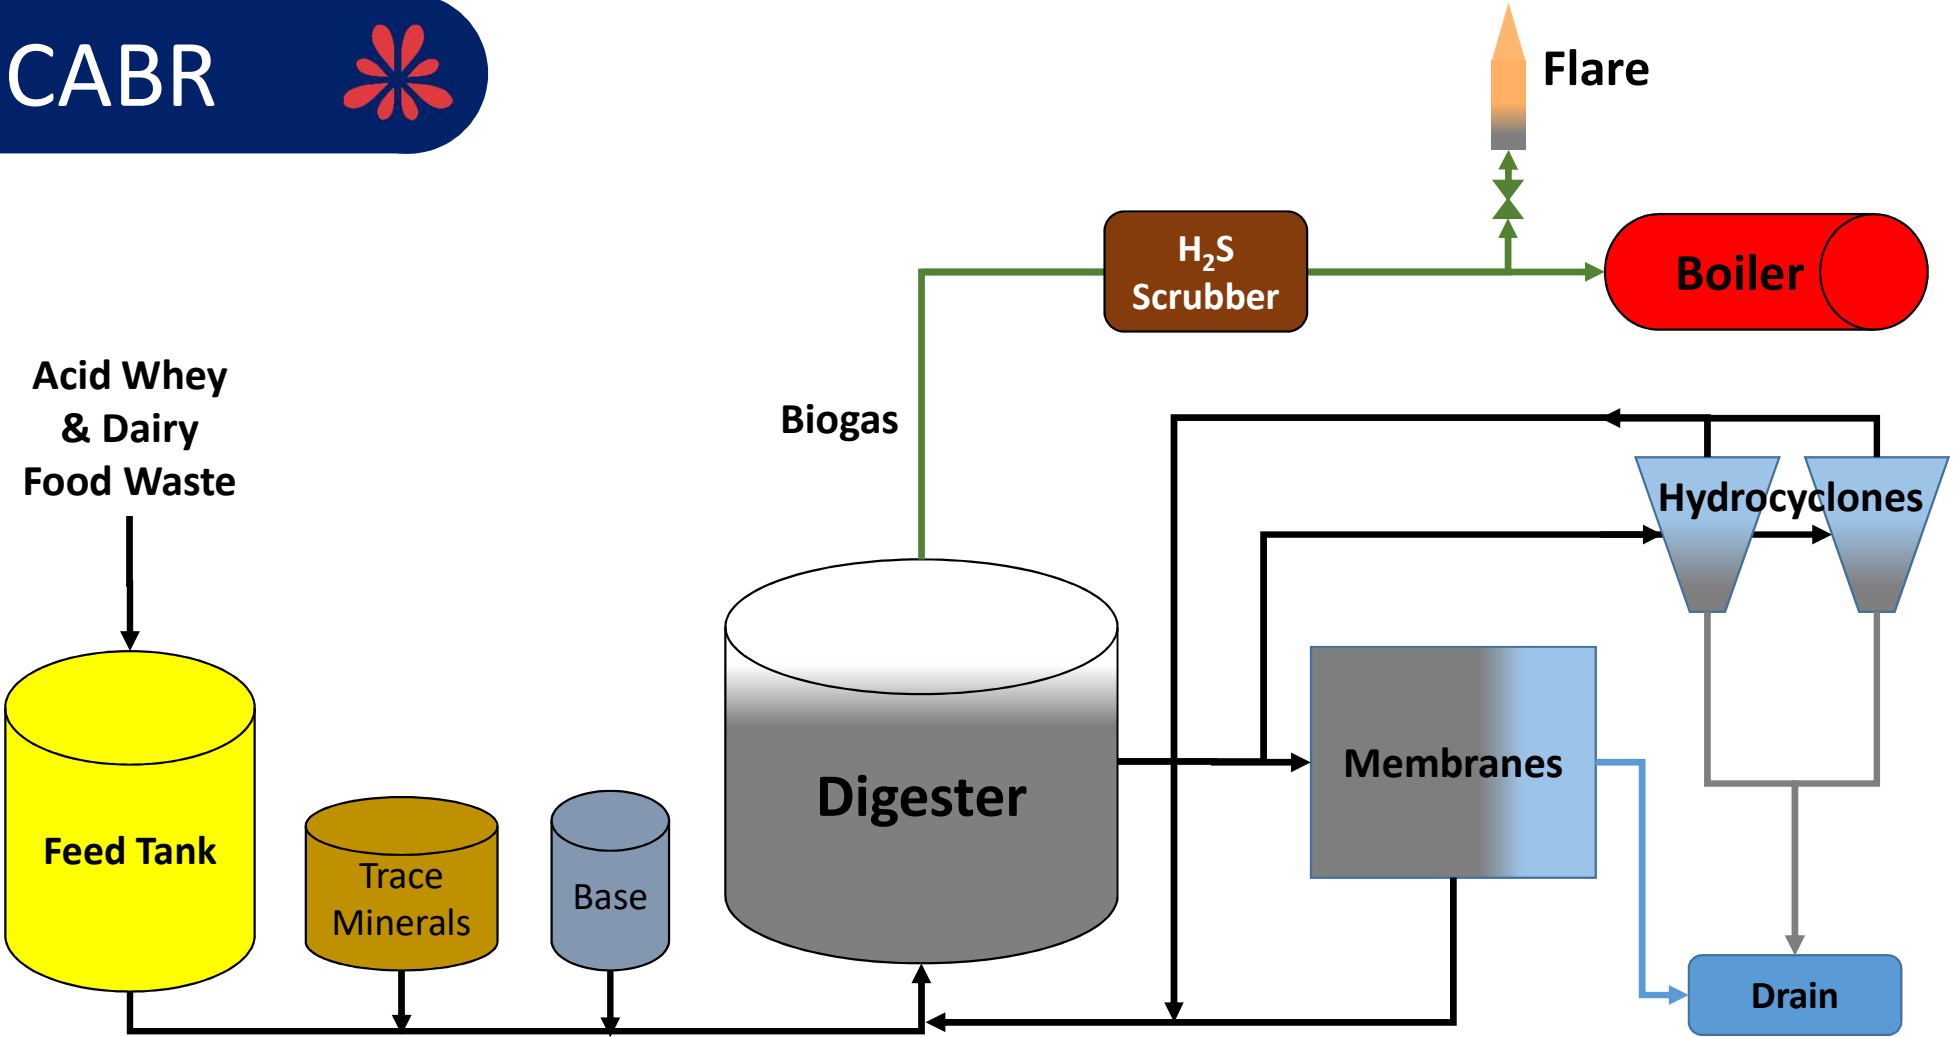 CABR
Flare
H₂S
Scrubber
Boiler
Acid Whey
& Dairy
Food Waste
Biogas
Hydrocyclones
Membranes
Digester
Feed Tank
Trace
Minerals
Base
Drain